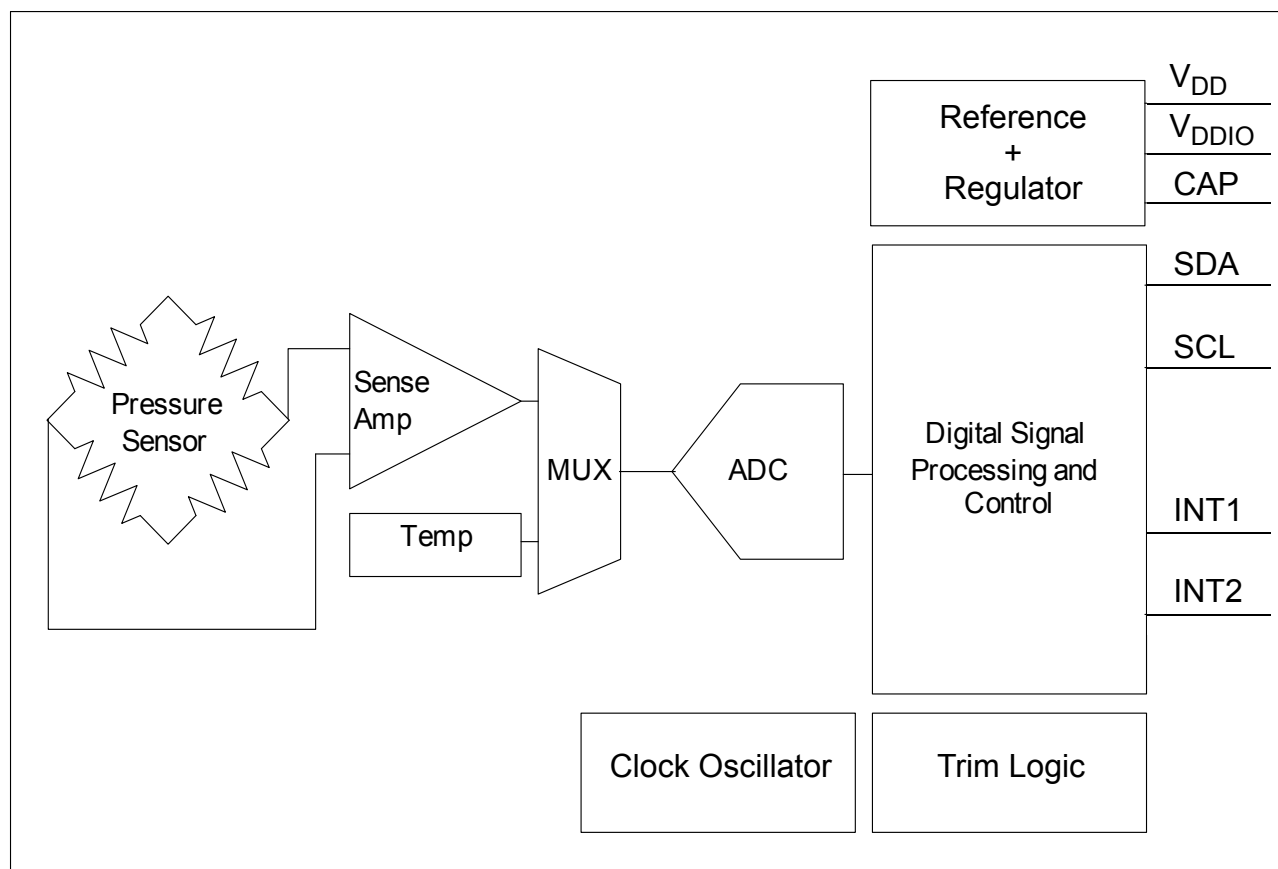 Reference
+
Regulator
V_DD
V_DDIO
CAP
SDA
SCL
INT1
INT2
Pressure
Sensor
Sense
Amp
Temp
MUX
ADC
Digital Signal
Processing and
Control
Clock Oscillator
Trim Logic